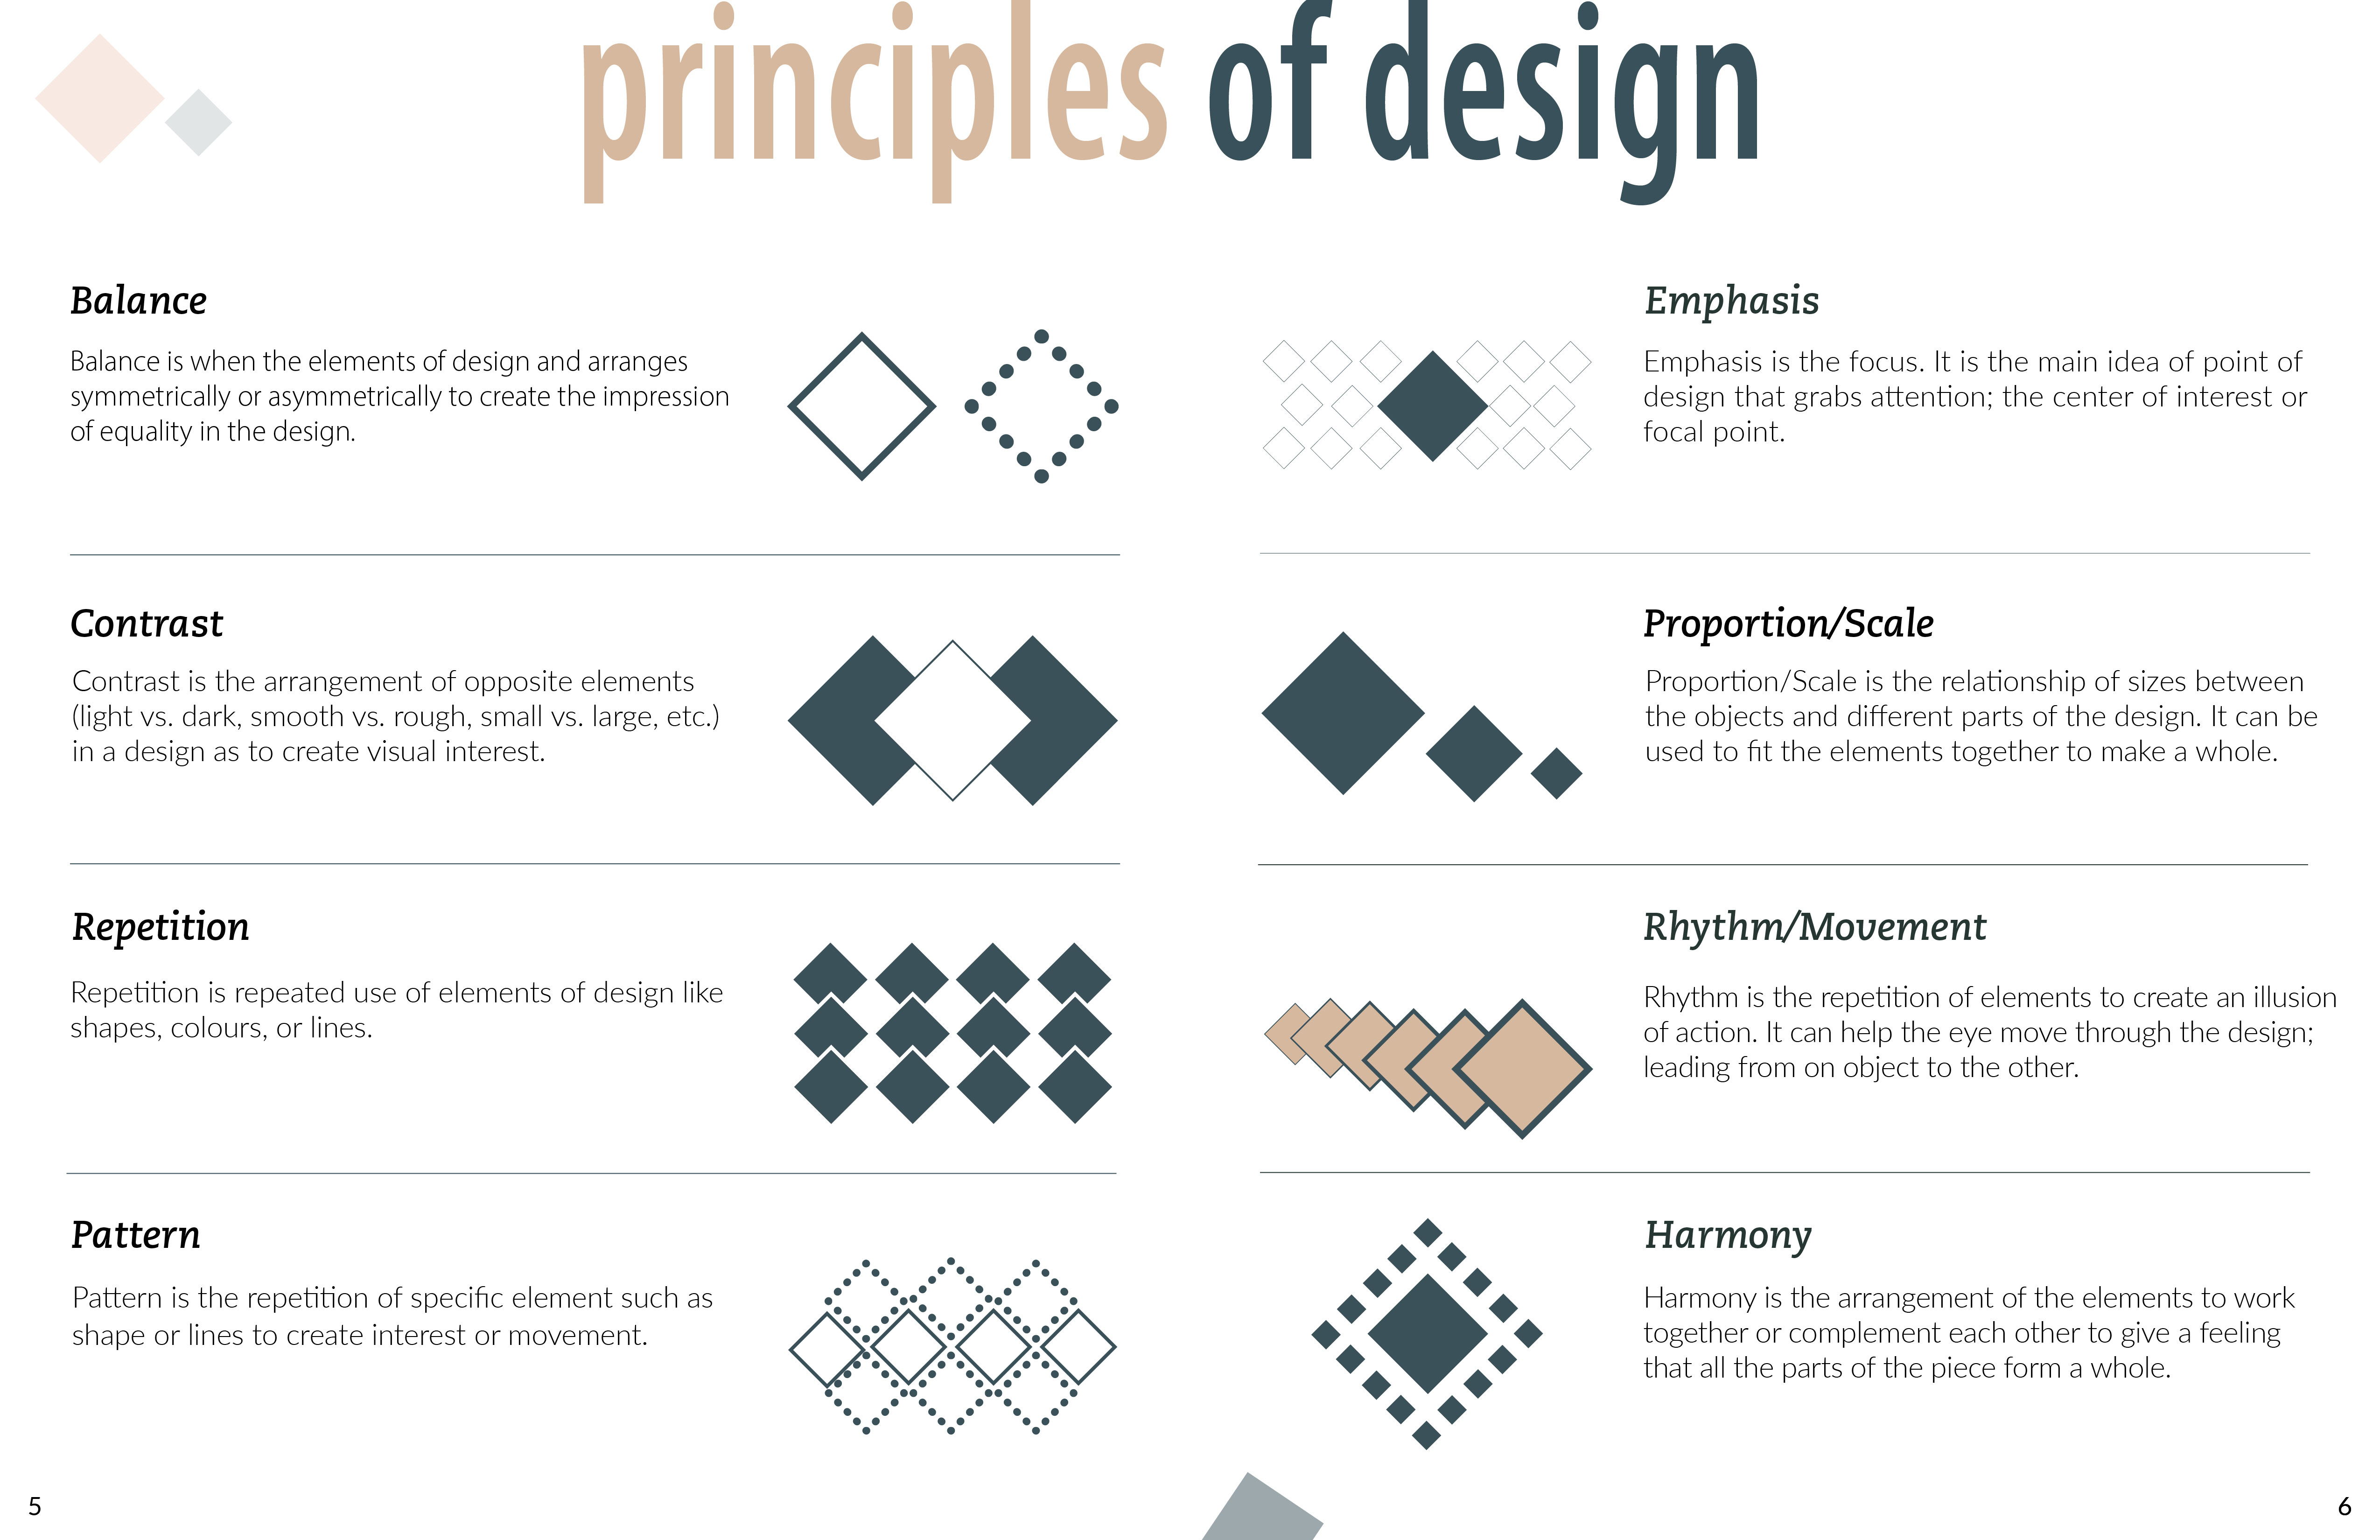 principles of design
Balance
Balance is when the elements of design and arranges
symmetrically or asymmetrically to create the impression
of equality in the design.
Contrast
Contrast is the arrangement of opposite elements
(light vs. dark, smooth vs. rough, small vs. large, etc.)
in a design as to create visual interest.
Repetition
Repetition is repeated use of elements of design like
shapes, colours, or lines.
Pattern
Pattern is the repetition of specific element such as
shape or lines to create interest or movement.
5
Emphasis
Emphasis is the focus. It is the main idea of point of
design that grabs attention; the center of interest or
focal point.
Proportion/Scale
Proportion/Scale is the relationship of sizes between
the objects and different parts of the design. It can be
used to fit the elements together to make a whole.
Rhythm/Movement
Rhythm is the repetition of elements to create an illusion
of action. It can help the eye move through the design;
leading from on object to the other.
Harmony
Harmony is the arrangement of the elements to work
together or complement each other to give a feeling
that all the parts of the piece form a whole.
6